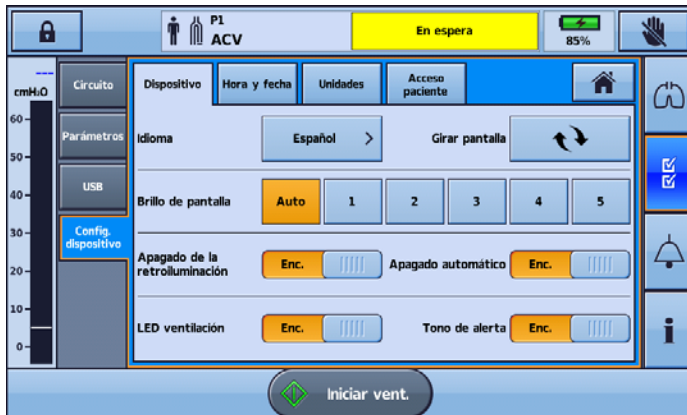 P1
ACV
En espera
85%
---
cmH2O
60
50
40
30
20
10
0
Circuito
Parámetros
USB
Config.
dispositivo
Dispositivo
Hora y fecha
Unidades
Acceso
paciente
Idioma
Español >
Girar pantalla
Brillo de pantalla
Auto
1
2
3
4
5
Apagado de la
retroiluminación
Enc.
Apagado automático
Enc.
LED ventilación
Enc.
Tono de alerta
Enc.
i
Iniciar vent.